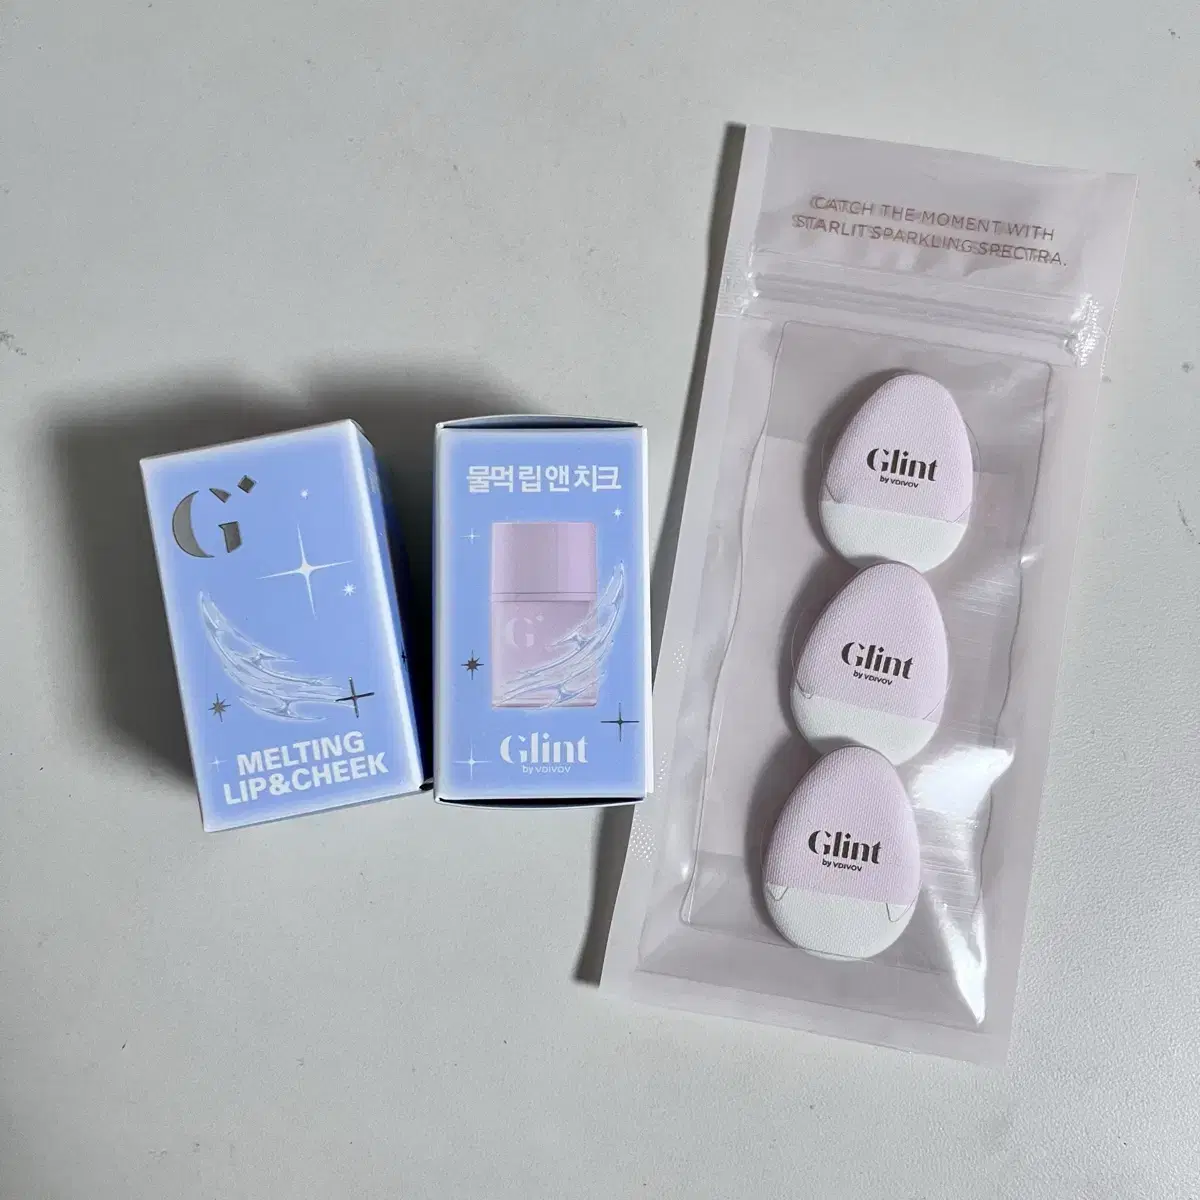 G
MELTING
LIP&CHEEK
물먹립앤치크
G
Glint
by VDIVOV
CATCH THE MOMENT WITH
STARLIT SPARKLING SPECTRA.
Glint
by VDIVOV
Glint
by VDIVOV
Glint
by VDIVOV